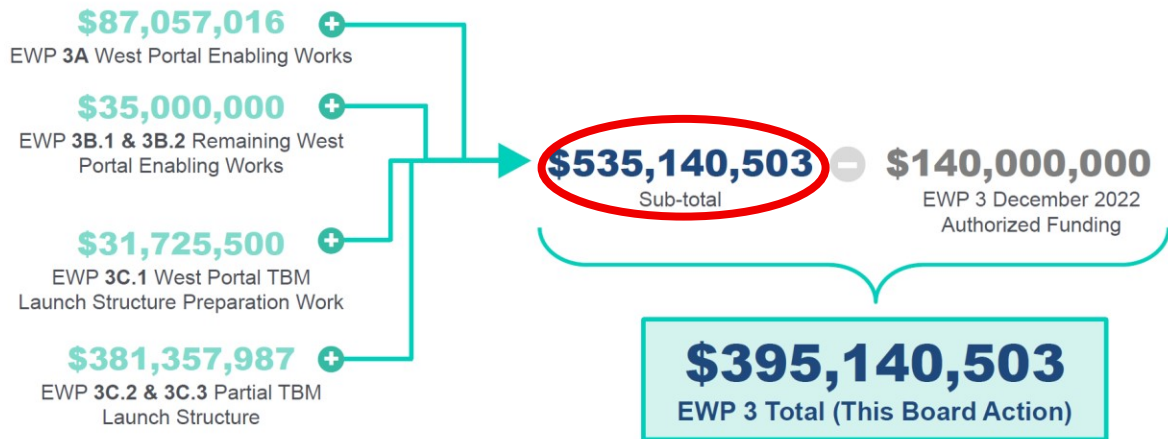 $87,057,016
EWP 3A West Portal Enabling Works
$35,000,000
EWP 3B.1 & 3B.2 Remaining West
Portal Enabling Works
$31,725,500
EWP 3C.1 West Portal TBM
Launch Structure Preparation Work
$381,357,987
EWP 3C.2 & 3C.3 Partial TBM
Launch Structure
$535,140,503
Sub-total
$140,000,000
EWP 3 December 2022
Authorized Funding
$395,140,503
EWP 3 Total (This Board Action)